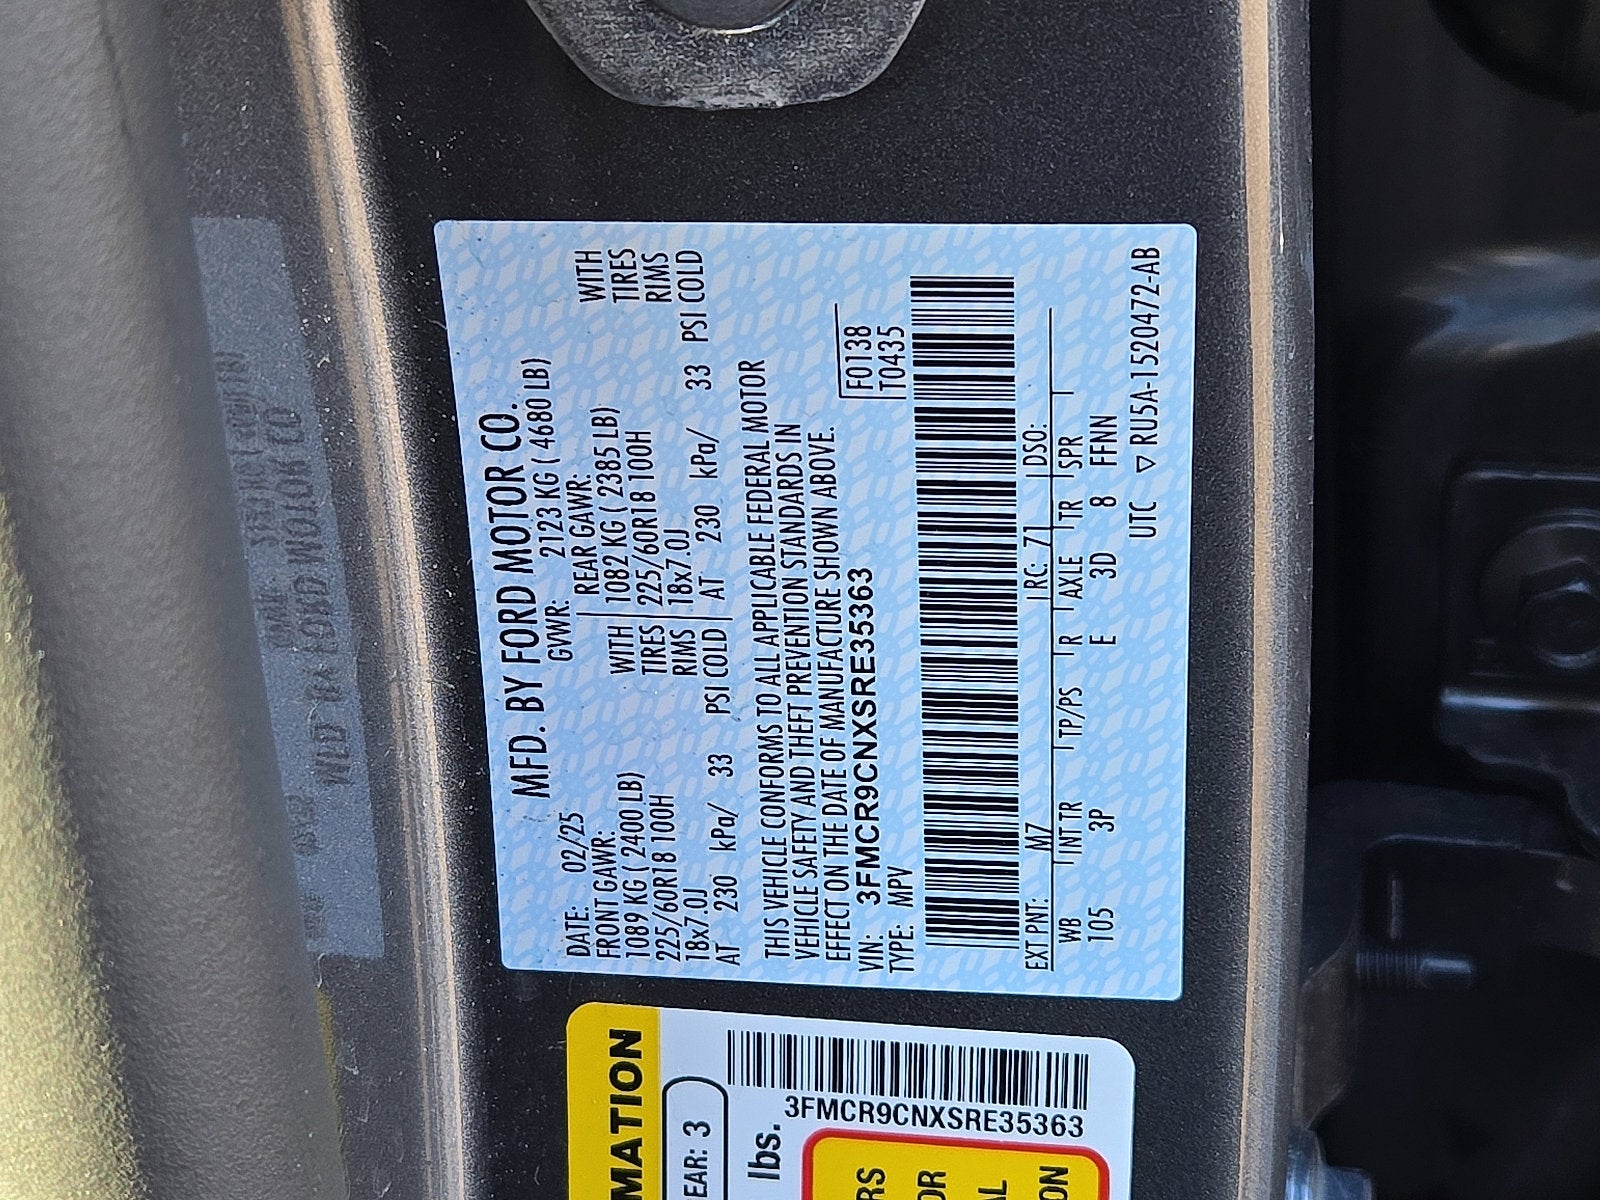 MFD. BY FORD MOTOR CO.
DATE: 02/25 GVWR: 2123 KG ( 4680 LB)
FRONT GAWR: REAR GAWR:
1089 KG ( 2400 LB) WITH 1082 KG ( 2385 LB) WITH
225/60R18 100H TIRES 225/60R18 100H TIRES
18x7.0J RIMS 18x7.0J RIMS
AT 230 kPa/ 33 PSI COLD AT 230 kPa/ 33 PSI COLD
THIS VEHICLE CONFORMS TO ALL APPLICABLE FEDERAL MOTOR
VEHICLE SAFETY AND THEFT PREVENTION STANDARDS IN
EFFECT ON THE DATE OF MANUFACTURE SHOWN ABOVE.
VIN: 3FMCR9CNXSRE35363 F0138
TYPE: MPV T0435
EXT PNT: M7 RC: 71 DSO:
WB INT TR TP/PS R AXLE TR SPR
105 3P E 3D 8 FFNN
UTC ▽ RU5A-1520472-AB
MATION
EAR: 3
lbs.
3FMCR9CNXSRE35363
RS
OR
AL
ON